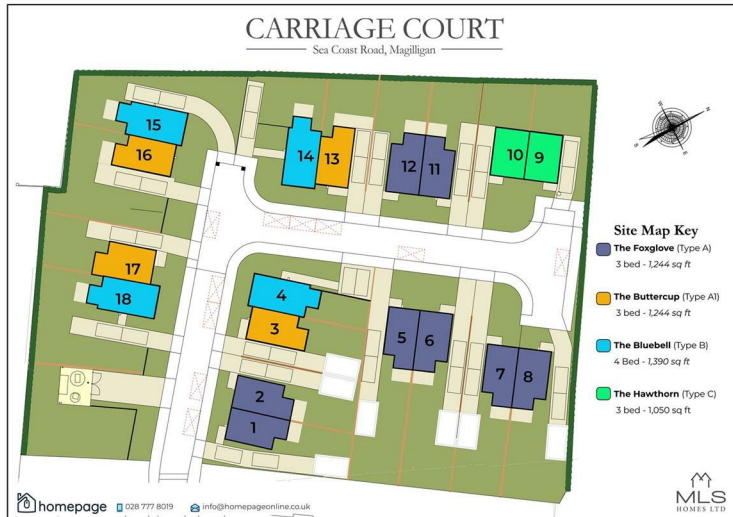 CARRIAGE COURT
Sea Coast Road, Magilligan
15
16
14
13
12
11
10
9
17
18
4
3
5
6
7
8
2
1
Site Map Key
The Foxglove (Type A)
3 bed - 1,244 sq ft
The Buttercup (Type A1)
3 bed - 1,244 sq ft
The Bluebell (Type B)
4 Bed - 1,390 sq ft
The Hawthorn (Type C)
3 bed - 1,050 sq ft
homepage
028 777 8019
info@homepageonline.co.uk
MLS
HOMES LTD